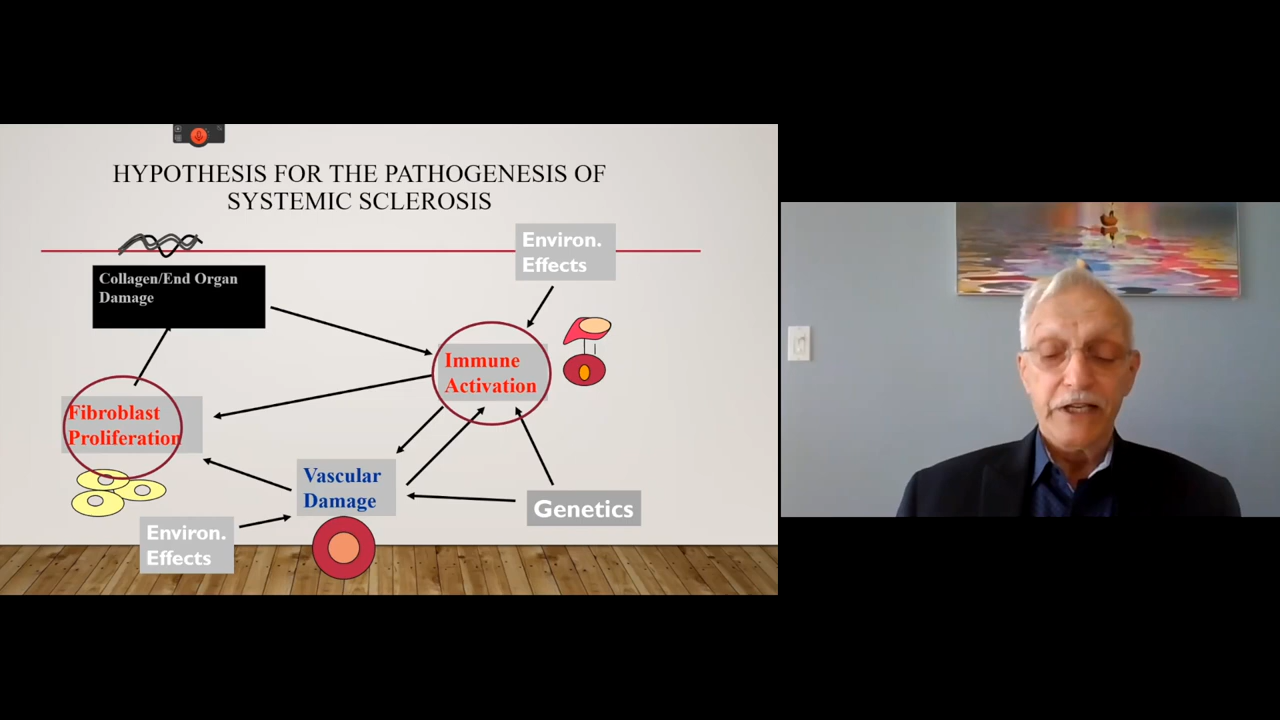 HYPOTHESIS FOR THE PATHOGENESIS OF
SYSTEMIC SCLEROSIS
Environ.
Effects
Collagen/End Organ
Damage
Immune
Activation
Fibroblast
Proliferation
Vascular
Damage
Genetics
Environ.
Effects